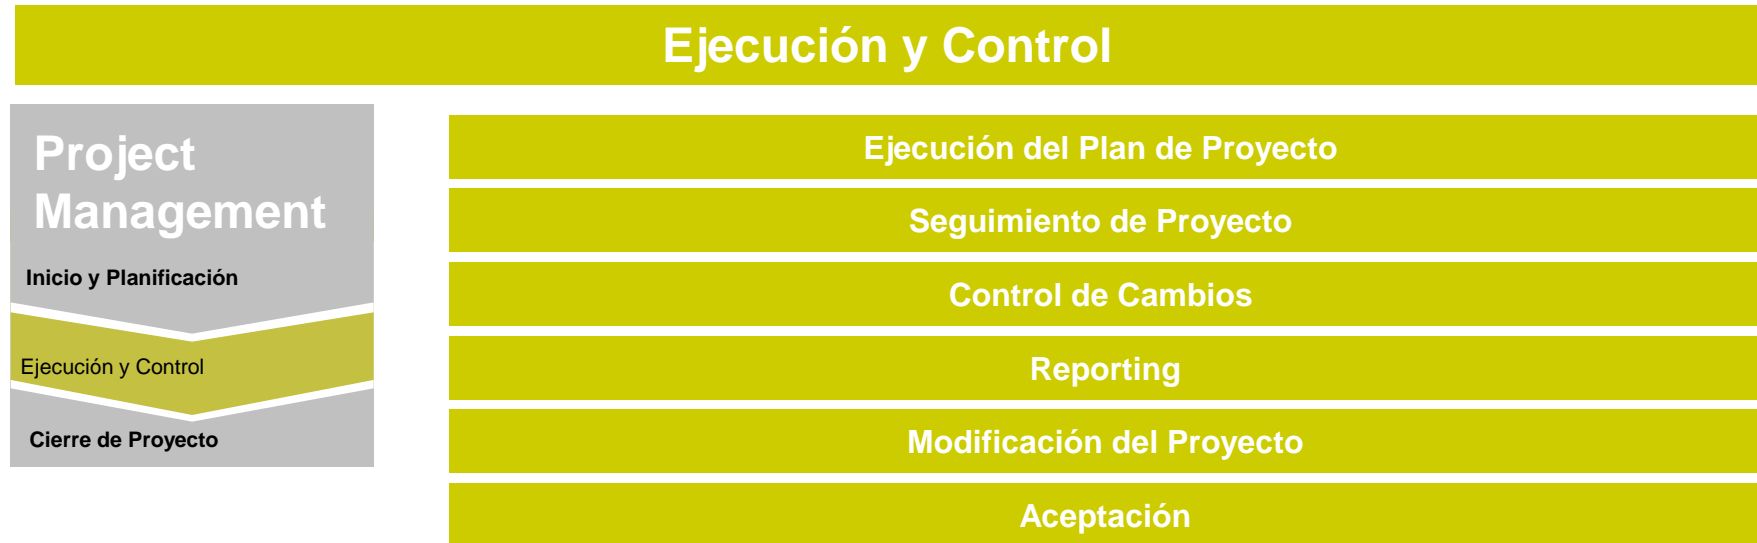 Ejecución y Control
Project
Management
Inicio y Planificación
Ejecución y Control
Cierre de Proyecto
Ejecución del Plan de Proyecto
Seguimiento de Proyecto
Control de Cambios
Reporting
Modificación del Proyecto
Aceptación